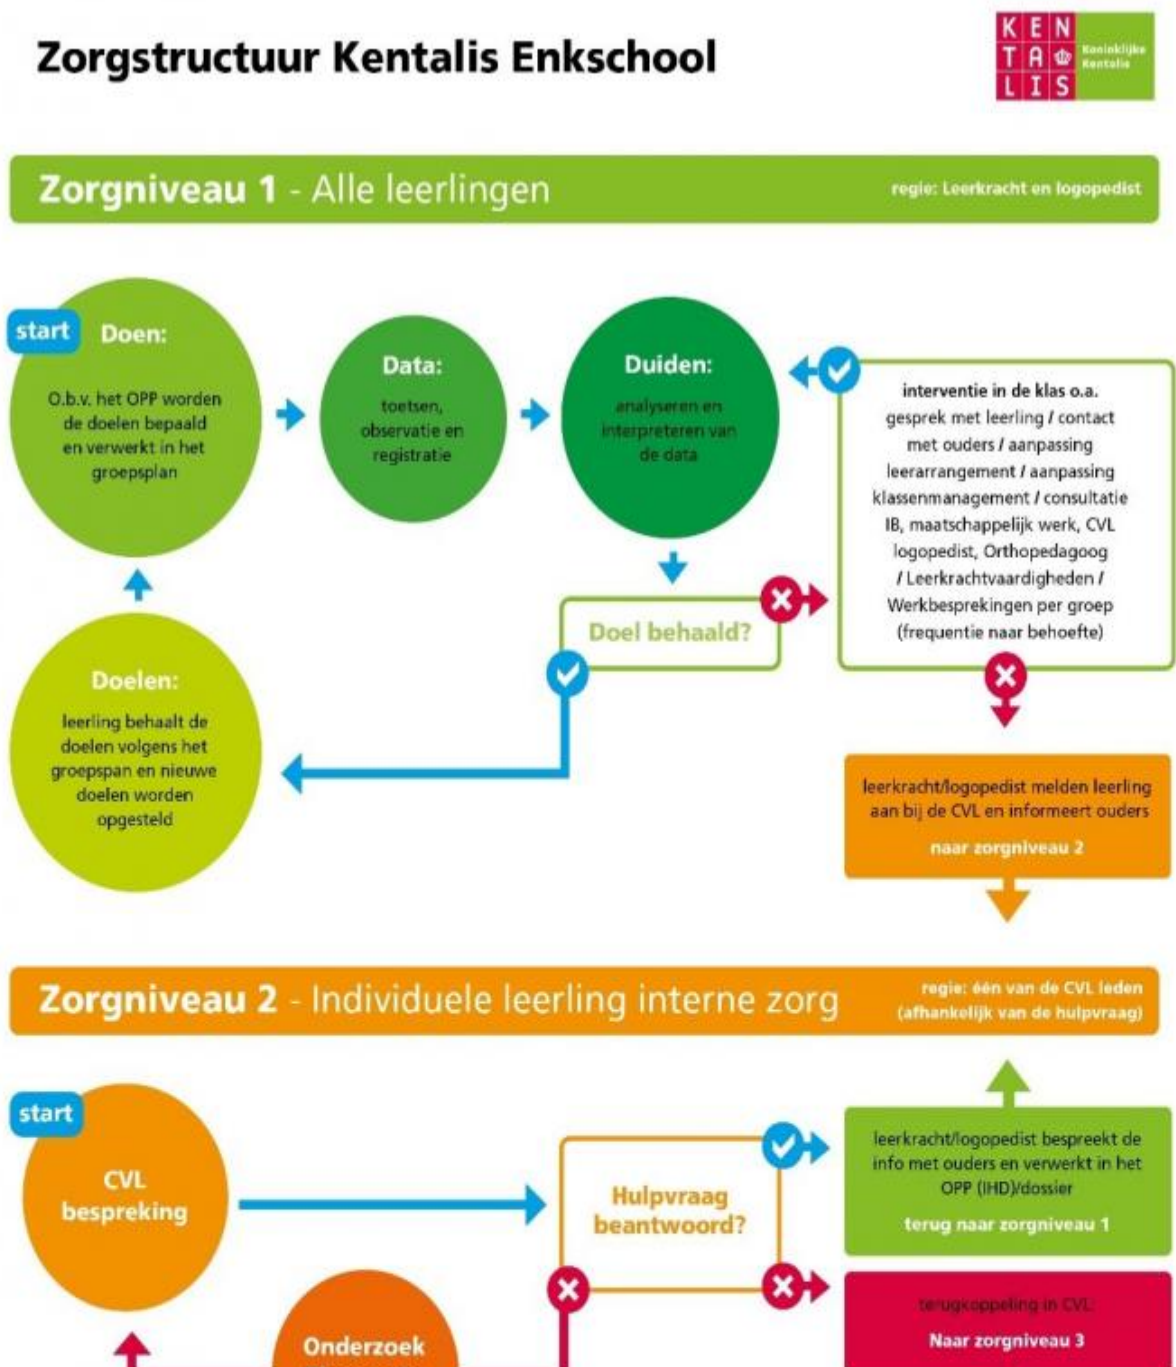 Zorgstructuur Kentalis Enkschool
KEN
TA
LIS
Koninklijke
Kentalis
Zorgniveau 1 - Alle leerlingen
regie: Leerkracht en logopedist
start
Doen:
O.b.v. het OPP worden
de doelen bepaald
en verwerkt in het
groepsplan
Data:
toetsen,
observatie en
registratie
Duiden:
analyseren en
interpreteren van
de data
interventie in de klas o.a.
gesprek met leerling / contact
met ouders / aanpassing
leerarrangement / aanpassing
klassenmanagement / consultatie
IB, maatschappelijk werk, CVL
logopedist, Orthopedagoog
/ Leerkrachtvaardigheden /
Werkbesprekingen per groep
(frequentie naar behoefte)
Doel behaald?
Doelen:
leerling behaalt de
doelen volgens het
groepspan en nieuwe
doelen worden
opgesteld
leerkracht/logopedist melden leerling
aan bij de CVL en informeert ouders
naar zorgniveau 2
Zorgniveau 2 - Individuele leerling interne zorg
regie: één van de CVL leden
(afhankelijk van de hulpvraag)
start
CVL
bespreking
Hulpvraag
beantwoord?
leerkracht/logopedist bespreekt de
info met ouders en verwerkt in het
OPP (IHD)/dossier
terug naar zorgniveau 1
terugkoppeling in CVL:
Naar zorgniveau 3
Onderzoek